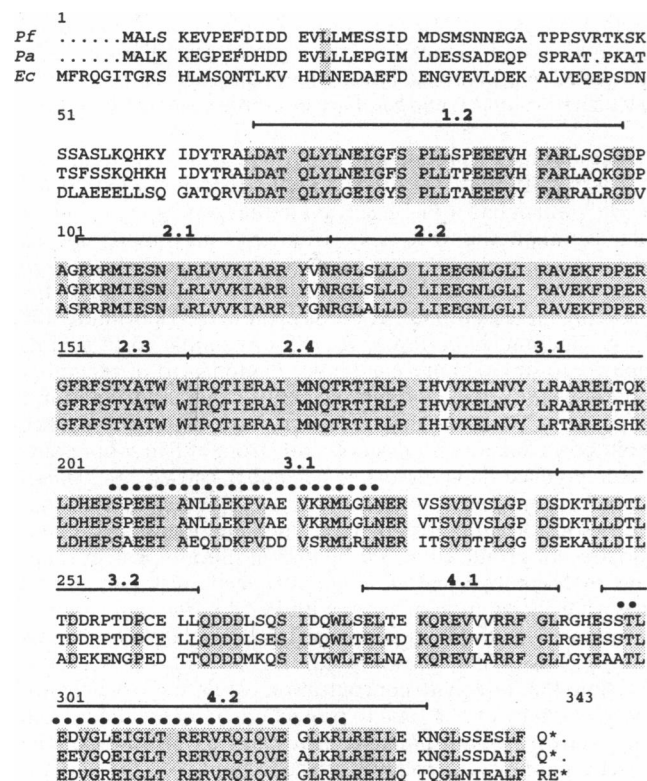 1
Pf ......MALS KEVPEFDIDD EVLLMESSID MDSMSNNEGA TPPSVRTKSK
Pa ......MALK KEGPEFDHDD EVLLLEPGIM LDESSADEQP SPRAT.PKAT
Ec MFRQGITGRS HLMSQNTLKV HDLNEDAEFD ENGVEVLDEK ALVEQEPSDN
51 1.2
SSASLKQHKY IDYTRALDAT QLYLNEIGFS PLLSPEEEVH FARLSQSGDP
TSFSSKQHKH IDYTRALDAT QLYLNEIGFS PLLTPEEEVH FARLAQKGDP
DLAEEELLSQ GATQRVLDAT QLYLGEIGYS PLLTAEEEVY FARRALRGDV
101 2.1 2.2
AGRKRMIESN LRLVVKIARR YVNRGLSLLD LIEEGNLGLI RAVEKFDPER
AGRKRMIESN LRLVVKIARR YVNRGLSLLD LIEEGNLGLI RAVEKFDPER
ASRRRMIESN LRLVVKIARR YGNRGLALLD LIEEGNLGLI RAVEKFDPER
151 2.3 2.4 3.1
GFRFSTYATW WIRQTIERAI MNQTRTIRLP IHVVKELNVY LRAARELTQK
GFRFSTYATW WIRQTIERAI MNQTRTIRLP IHVVKELNVY LRAARELTHK
GFRFSTYATW WIRQTIERAI MNQTRTIRLP IHIVKELNVY LRTARELSHK
201 3.1
LDHEPSPEEI ANLLEKPVAE VKRMLGLNER VSSVDVSLGP DSDKTLLDTL
LDHEPSPEEI ANLLEKPVAE VKRMLGLNER VTSVDVSLGP DSDKTLLDTL
LDHEPSAEEI AEQLDKPVDD VSRMLRLNER ITSVDTPLGG DSEKALLDIL
251 3.2 4.1
TDDRPTDPCE LLQDDDLSQS IDQWLSELTE KQREVVVRRF GLRGHESSTL
TDDRPTDPCE LLQDDDLSES IDQWLTELTD KQREVVIRRF GLRGHESSTL
ADEKENGPED TTQDDDMKQS IVKWLFELNA KQREVLARRF GLLGYEAATL
301 4.2 343
EDVGLEIGLT RERVRQIQVE GLKRLREILE KNGLSSESLF Q*.
EEVGQEIGLT RERVRQIQVE ALKRLREILE KNGLSSDALF Q*.
EDVGREIGLT RERVRQIQVE GLRRLREILQ TQGLNIEALF RE*